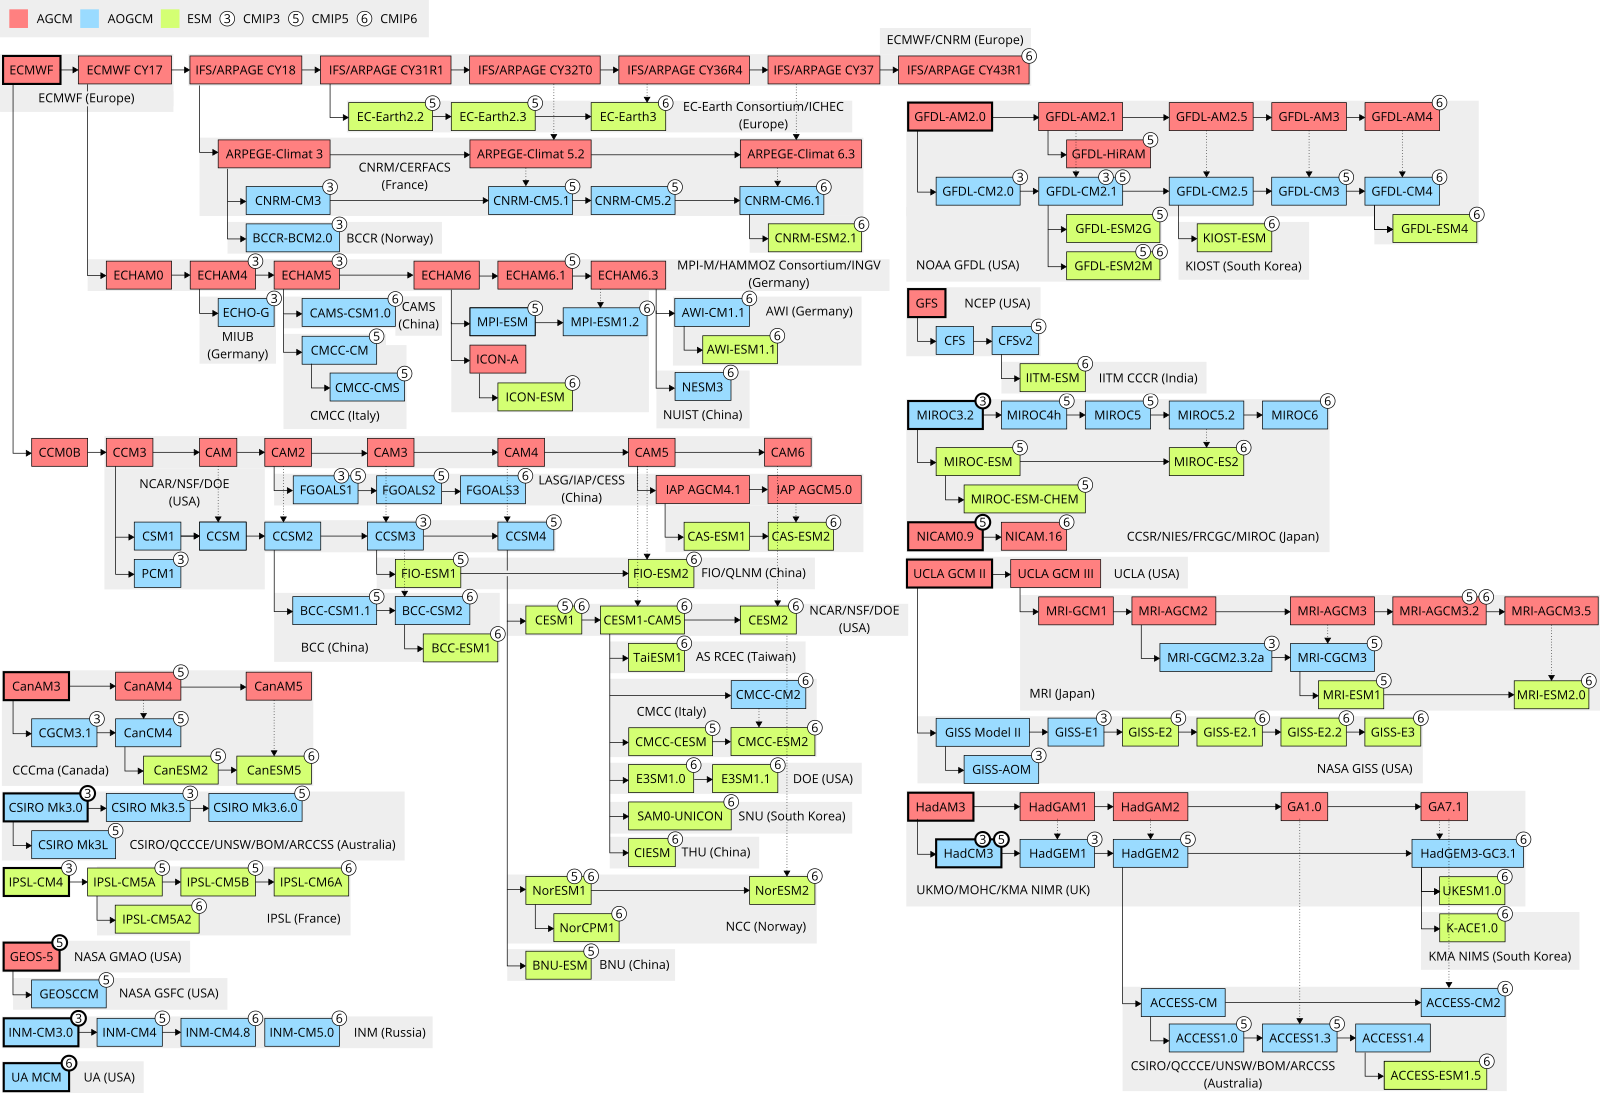 AGCM AOGCM ESM 3 CMIP3 5 CMIP5 6 CMIP6
ECMWF/CNRM (Europe)
ECMWF ECMWF CY17 IFS/ARPAGE CY18 IFS/ARPAGE CY31R1 IFS/ARPAGE CY32T0 IFS/ARPAGE CY36R4 IFS/ARPAGE CY37 IFS/ARPAGE CY43R1 6
ECMWF (Europe)
EC-Earth2.2 5 EC-Earth2.3 5 EC-Earth3 6 EC-Earth Consortium/ICHEC
(Europe)
ARPEGE-Climat 3 ARPEGE-Climat 5.2 ARPEGE-Climat 6.3
CNRM/CERFACS
(France)
CNRM-CM3 3 CNRM-CM5.1 5 CNRM-CM5.2 5 CNRM-CM6.1 6
BCCR-BCM2.0 3 BCCR (Norway) CNRM-ESM2.1 6
ECHAM0 ECHAM4 3 ECHAM5 3 ECHAM6 ECHAM6.1 5 ECHAM6.3 MPI-M/HAMMOZ Consortium/INGV
(Germany)
ECHO-G 3 CAMS-CSM1.0 6 CAMS
(China)
MPI-ESM 5 MPI-ESM1.2 6 AWI-CM1.1 6 AWI (Germany)
MIUB
(Germany)
CMCC-CM 5 ICON-A AWI-ESM1.1 6
CMCC-CMS 5 ICON-ESM 6 NESM3 6
CMCC (Italy) NUIST (China)
CCM0B CCM3 CAM CAM2 CAM3 CAM4 CAM5 CAM6
NCAR/NSF/DOE
(USA)
FGOALS1 3 5 FGOALS2 5 FGOALS3 6 LASG/IAP/CESS
(China)
IAP AGCM4.1 IAP AGCM5.0
CSM1 CCSM CCSM2 CCSM3 3 CCSM4 5 CAS-ESM1 CAS-ESM2 6
PCM1 3 FIO-ESM1 5 FIO-ESM2 6 FIO/QLNM (China)
BCC-CSM1.1 5 BCC-CSM2 6 CESM1 5 6 CESM1-CAM5 6 CESM2 6 NCAR/NSF/DOE
(USA)
BCC (China) BCC-ESM1 6 TaiESM1 6 AS RCEC (Taiwan)
CMCC-CM2 6
CMCC (Italy)
CMCC-CESM 5 CMCC-ESM2 6
E3SM1.0 6 E3SM1.1 6 DOE (USA)
SAM0-UNICON 6 SNU (South Korea)
CIESM 6 THU (China)
NorESM1 5 6 NorESM2 6
NorCPM1 6 NCC (Norway)
BNU-ESM 5 BNU (China)
CanAM3 CanAM4 5 CanAM5
CGCM3.1 3 CanCM4 5
CCCma (Canada) CanESM2 5 CanESM5 6
CSIRO Mk3.0 3 CSIRO Mk3.5 3 CSIRO Mk3.6.0 5
CSIRO Mk3L 5 CSIRO/QCCCE/UNSW/BOM/ARCCSS (Australia)
IPSL-CM4 3 IPSL-CM5A 5 IPSL-CM5B 5 IPSL-CM6A 6
IPSL-CM5A2 6 IPSL (France)
GEOS-5 5 NASA GMAO (USA)
GEOSCCM 5 NASA GSFC (USA)
INM-CM3.0 3 INM-CM4 5 INM-CM4.8 6 INM-CM5.0 6 INM (Russia)
UA MCM 6 UA (USA)
GFDL-AM2.0 GFDL-AM2.1 GFDL-AM2.5 GFDL-AM3 GFDL-AM4 6
GFDL-HiRAM 5
GFDL-CM2.0 3 GFDL-CM2.1 3 5 GFDL-CM2.5 GFDL-CM3 5 GFDL-CM4 6
GFDL-ESM2G 5 KIOST-ESM 6 GFDL-ESM4 6
NOAA GFDL (USA) GFDL-ESM2M 5 6 KIOST (South Korea)
GFS NCEP (USA)
CFS CFSv2 5
IITM-ESM 6 IITM CCCR (India)
MIROC3.2 3 MIROC4h 5 MIROC5 5 MIROC5.2 MIROC6 6
MIROC-ESM 5 MIROC-ES2 6
MIROC-ESM-CHEM 5
NICAM0.9 5 NICAM.16 6 CCSR/NIES/FRCGC/MIROC (Japan)
UCLA GCM II UCLA GCM III UCLA (USA)
MRI-GCM1 MRI-AGCM2 MRI-AGCM3 MRI-AGCM3.2 5 6 MRI-AGCM3.5
MRI-CGCM2.3.2a 3 MRI-CGCM3 5
MRI (Japan) MRI-ESM1 5 MRI-ESM2.0 6
GISS Model II GISS-E1 3 GISS-E2 5 GISS-E2.1 6 GISS-E2.2 6 GISS-E3 6
GISS-AOM 3 NASA GISS (USA)
HadAM3 HadGAM1 HadGAM2 GA1.0 GA7.1
HadCM3 3 5 HadGEM1 3 HadGEM2 5 HadGEM3-GC3.1 6
UKMO/MOHC/KMA NIMR (UK) UKESM1.0 6
K-ACE1.0 6
KMA NIMS (South Korea)
ACCESS-CM ACCESS-CM2 6
ACCESS1.0 5 ACCESS1.3 5 ACCESS1.4
CSIRO/QCCCE/UNSW/BOM/ARCCSS
(Australia)
ACCESS-ESM1.5 6